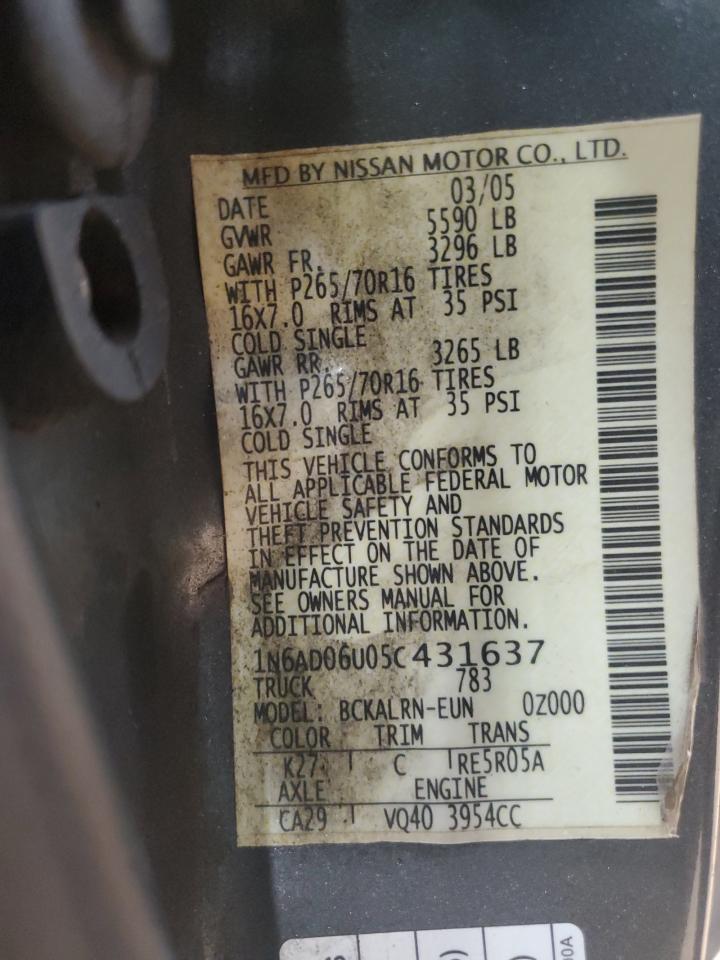 MFD BY NISSAN MOTOR CO., LTD.
DATE 03/05
GVWR 5590 LB
GAWR FR. 3296 LB
WITH P265/70R16 TIRES
16X7.0 RIMS AT 35 PSI
COLD SINGLE
GAWR RR. 3265 LB
WITH P265/70R16 TIRES
16X7.0 RIMS AT 35 PSI
COLD SINGLE
THIS VEHICLE CONFORMS TO
ALL APPLICABLE FEDERAL MOTOR
VEHICLE SAFETY AND
THEFT PREVENTION STANDARDS
IN EFFECT ON THE DATE OF
MANUFACTURE SHOWN ABOVE.
SEE OWNERS MANUAL FOR
ADDITIONAL INFORMATION.
1N6AD06U05C431637
TRUCK 783
MODEL: BCKALRN-EUN 0Z000
COLOR TRIM TRANS
K27 C RE5R05A
AXLE ENGINE
CA29 VQ40 3954CC